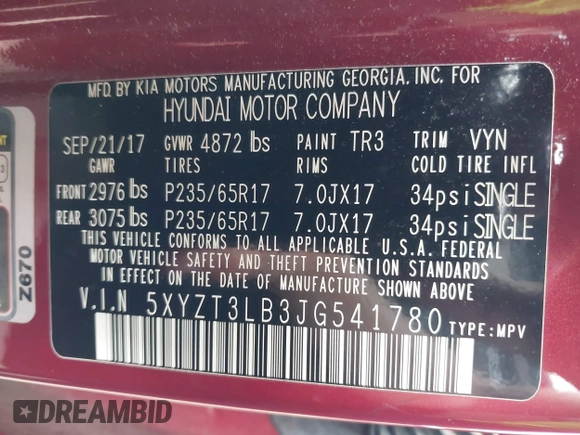 MFD. BY KIA MOTORS MANUFACTURING GEORGIA. INC. FOR
HYUNDAI MOTOR COMPANY
SEP/21/17 GVWR 4872 lbs PAINT TR3 TRIM VYN
GAWR TIRES RIMS COLD TIRE INFL
FRONT 2976 lbs P235/65R17 7.0JX17 34psi SINGLE
REAR 3075 lbs P235/65R17 7.0JX17 34psi SINGLE
THIS VEHICLE CONFORMS TO ALL APPLICABLE U.S.A. FEDERAL
MOTOR VEHICLE SAFETY BUMPER AND THEFT PREVENTION STANDARDS
IN EFFECT ON THE DATE OF MANUFACTURE SHOWN ABOVE.
V.I.N 5XYZT3LB3JG541780 TYPE:MPV
Z670
DREAMBID